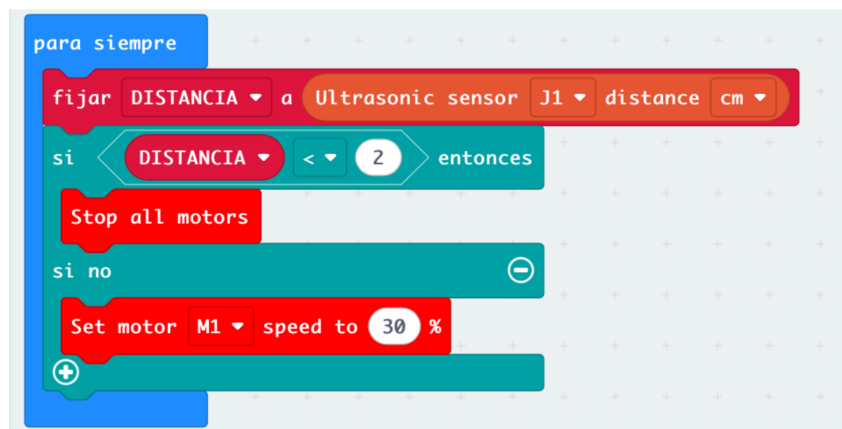 para siempre
fijar DISTANCIA a Ultrasonic sensor J1 distance cm
si DISTANCIA < 2 entonces
Stop all motors
si no
Set motor M1 speed to 30 %